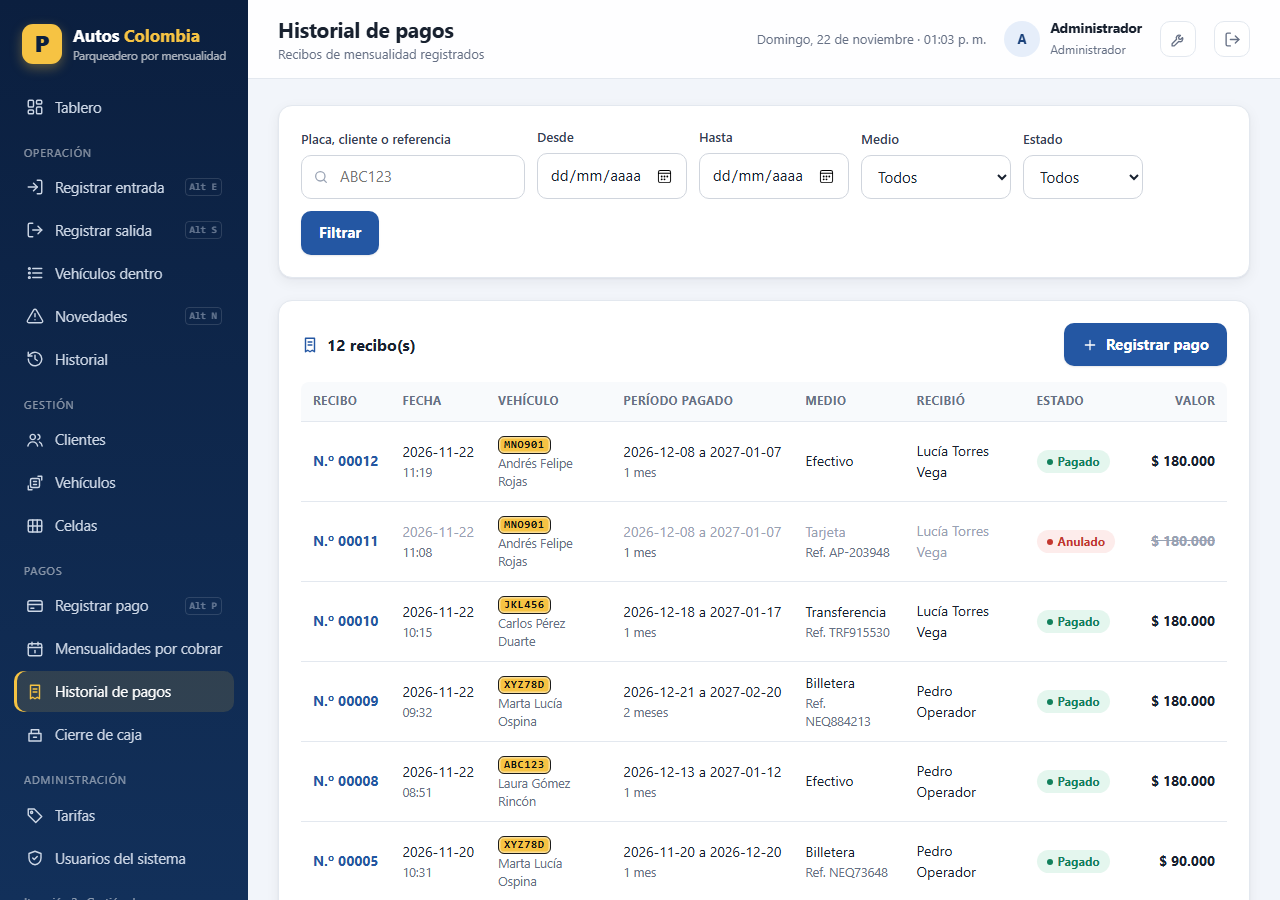 P
Autos Colombia
Parqueadero por mensualidad
Tablero
OPERACIÓN
Registrar entrada Alt E
Registrar salida Alt S
Vehículos dentro
Novedades Alt N
Historial
GESTIÓN
Clientes
Vehículos
Celdas
PAGOS
Registrar pago Alt P
Mensualidades por cobrar
Historial de pagos
Cierre de caja
ADMINISTRACIÓN
Tarifas
Usuarios del sistema
Historial de pagos
Recibos de mensualidad registrados
Domingo, 22 de noviembre · 01:03 p. m.
A
Administrador
Administrador
Placa, cliente o referencia
ABC123
Desde
dd/mm/aaaa
Hasta
dd/mm/aaaa
Medio
Todos
Estado
Todos
Filtrar
12 recibo(s)
+ Registrar pago
RECIBO FECHA VEHÍCULO PERÍODO PAGADO MEDIO RECIBIÓ ESTADO VALOR
N.º 00012
2026-11-22
11:19
MNO901
Andrés Felipe
Rojas
2026-12-08 a 2027-01-07
1 mes
Efectivo
Lucía Torres
Vega
Pagado
$ 180.000
N.º 00011
2026-11-22
11:08
MNO901
Andrés Felipe
Rojas
2026-12-08 a 2027-01-07
1 mes
Tarjeta
Ref. AP-203948
Lucía Torres
Vega
Anulado
$ 180.000
N.º 00010
2026-11-22
10:15
JKL456
Carlos Pérez
Duarte
2026-12-18 a 2027-01-17
1 mes
Transferencia
Ref. TRF915530
Lucía Torres
Vega
Pagado
$ 180.000
N.º 00009
2026-11-22
09:32
XYZ78D
Marta Lucía
Ospina
2026-12-21 a 2027-02-20
2 meses
Billetera
Ref.
NEQ884213
Pedro
Operador
Pagado
$ 180.000
N.º 00008
2026-11-22
08:51
ABC123
Laura Gómez
Rincón
2026-12-13 a 2027-01-12
1 mes
Efectivo
Pedro
Operador
Pagado
$ 180.000
N.º 00005
2026-11-20
10:31
XYZ78D
Marta Lucía
Ospina
2026-11-20 a 2026-12-20
1 mes
Billetera
Ref. NEQ73648
Pedro
Operador
Pagado
$ 90.000